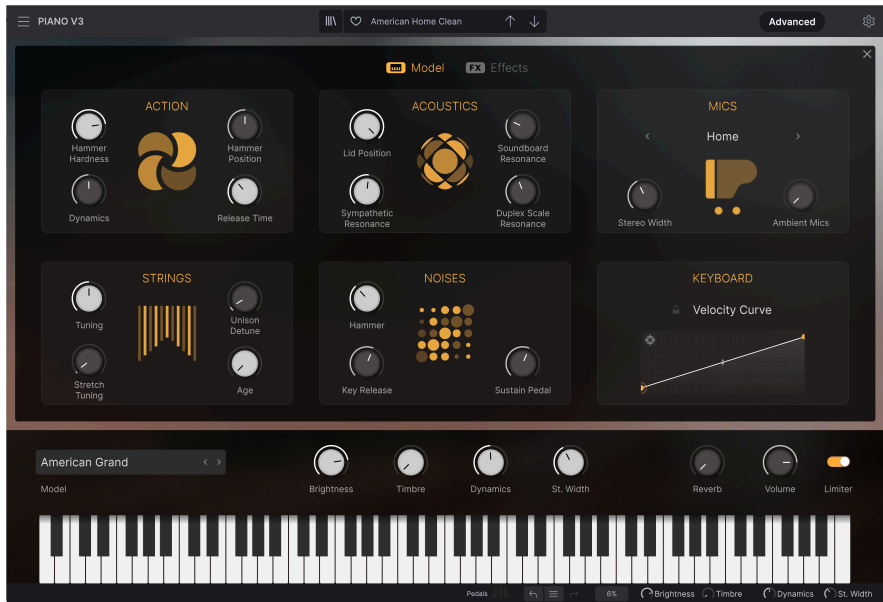 PIANO V3
American Home Clean
Advanced
Model
FX Effects
ACTION
Hammer
Hardness
Hammer
Position
Dynamics
Release Time
ACOUSTICS
Lid Position
Soundboard
Resonance
Sympathetic
Resonance
Duplex Scale
Resonance
MICS
Home
Stereo Width
Ambient Mics
STRINGS
Tuning
Unison
Detune
Stretch
Tuning
Age
NOISES
Hammer
Key Release
Sustain Pedal
KEYBOARD
Velocity Curve
American Grand
Model
Brightness
Timbre
Dynamics
St. Width
Reverb
Volume
Limiter
Pedals
6%
Brightness
Timbre
Dynamics
St. Width